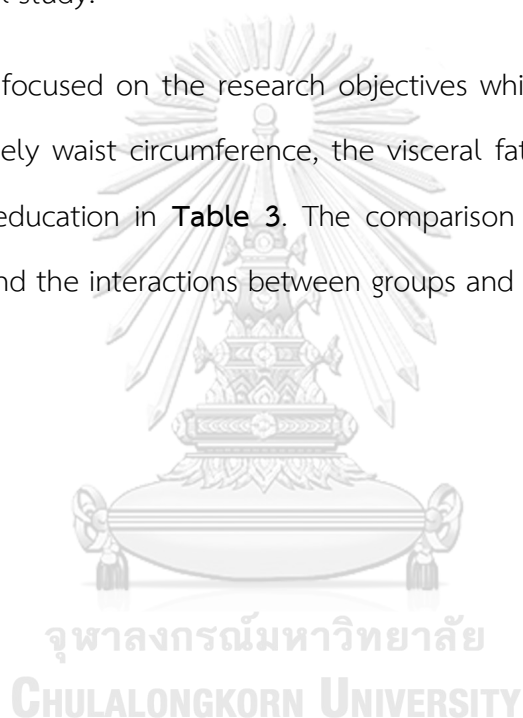 study.
focused on the research objectives whi
ely waist circumference, the visceral fat
education in Table 3. The comparison
nd the interactions between groups and
จุฬาลงกรณ์มหาวิทยาลัย
CHULALONGKORN UNIVERSITY